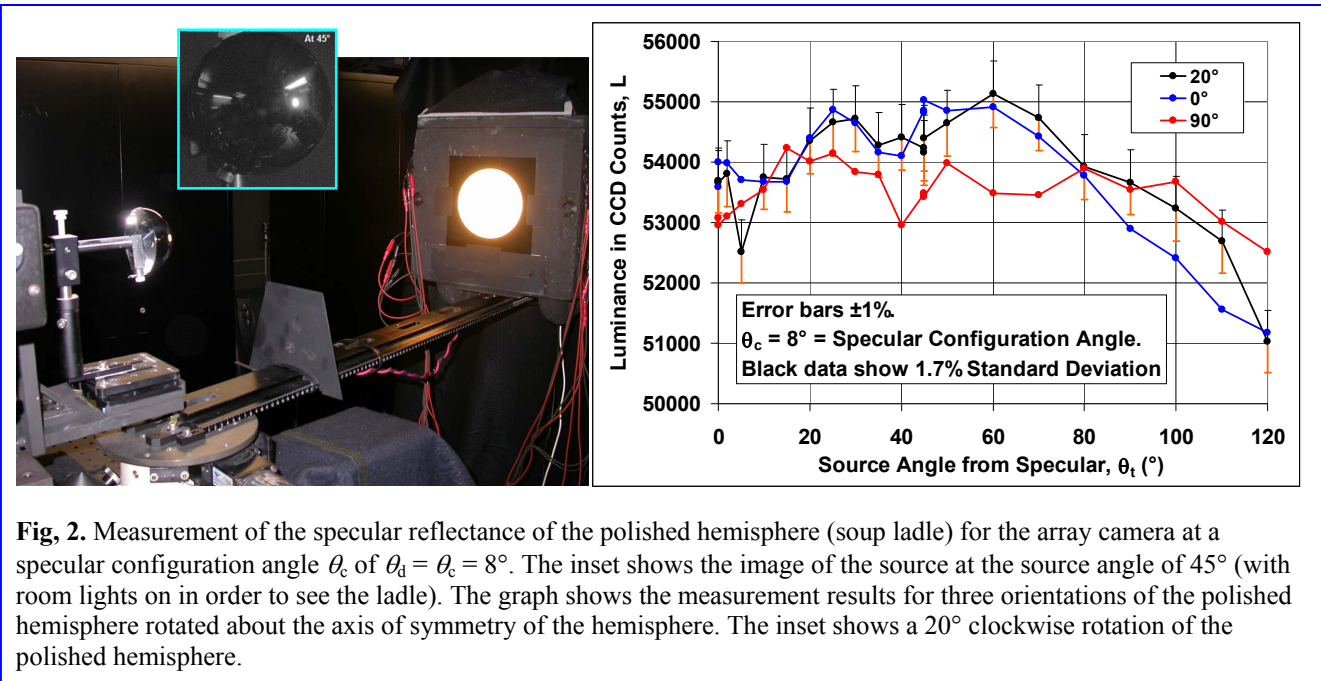 At 45°
56000
55000
54000
53000
52000
51000
50000
Luminance in CCD Counts, L
20°
0°
90°
Error bars ±1%.
θc = 8° = Specular Configuration Angle.
Black data show 1.7% Standard Deviation
0 20 40 60 80 100 120
Source Angle from Specular, θt (°)
Fig, 2. Measurement of the specular reflectance of the polished hemisphere (soup ladle) for the array camera at a
specular configuration angle θc of θd = θc = 8°. The inset shows the image of the source at the source angle of 45° (with
room lights on in order to see the ladle). The graph shows the measurement results for three orientations of the polished
hemisphere rotated about the axis of symmetry of the hemisphere. The inset shows a 20° clockwise rotation of the
polished hemisphere.